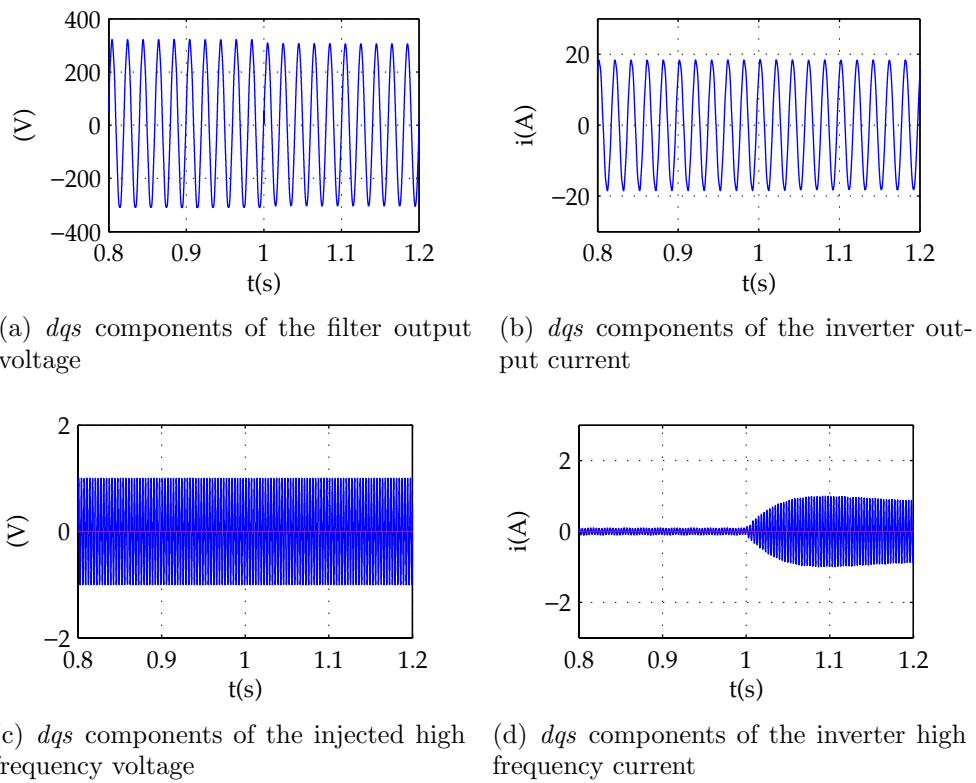 400
200
0
−200
−400
(V)
0.8
0.9
1
1.1
1.2
t(s)
20
0
−20
i(A)
0.8
0.9
1
1.1
1.2
t(s)
(a) dqs components of the filter output
voltage
(b) dqs components of the inverter out-
put current
2
0
−2
(V)
0.8
0.9
1
1.1
1.2
t(s)
2
0
−2
i(A)
0.8
0.9
1
1.1
1.2
t(s)
(c) dqs components of the injected high
frequency voltage
(d) dqs components of the inverter high
frequency current